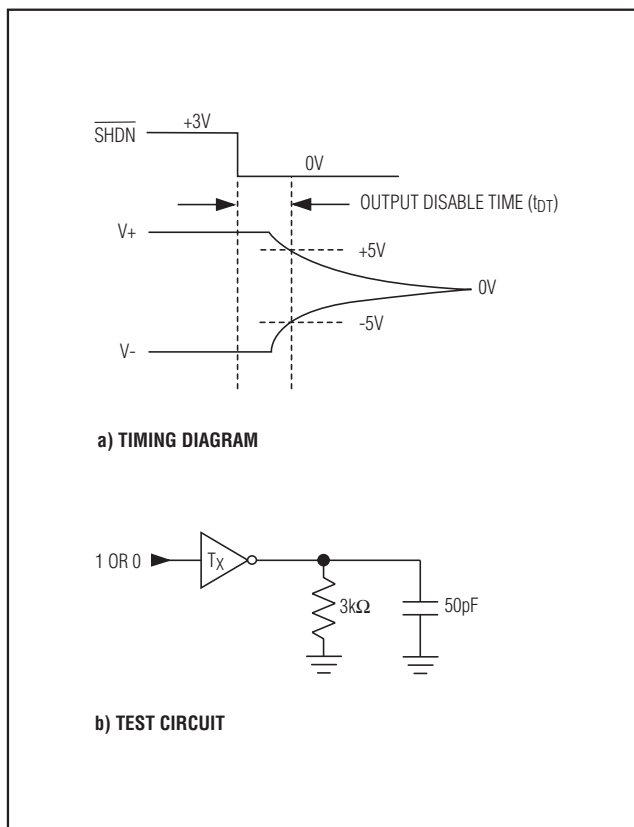 +3V
SHDN
0V
OUTPUT DISABLE TIME (tDT)
V+
+5V
0V
-5V
V-
a) TIMING DIAGRAM
1 OR 0
TX
3kΩ
50pF
b) TEST CIRCUIT